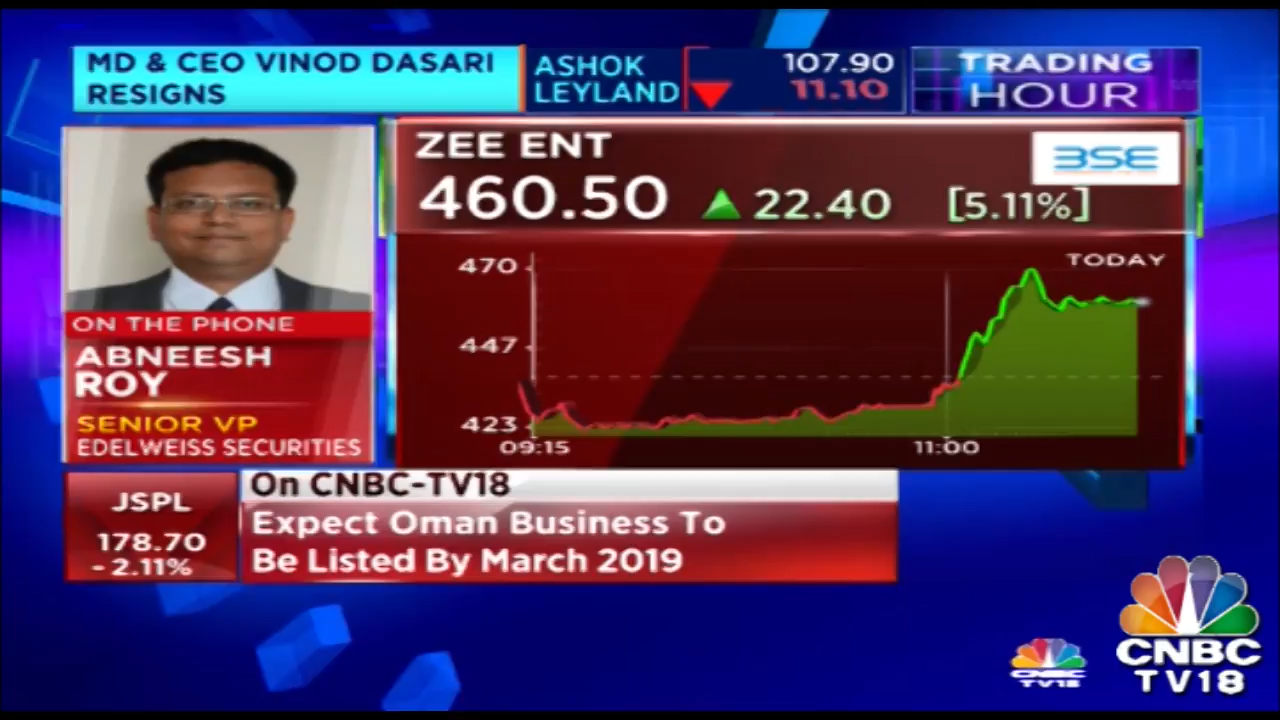 MD & CEO VINOD DASARI
RESIGNS
ASHOK
LEYLAND
107.90
11.10
TRADING
HOUR
ZEE ENT
BSE
460.50 ▲ 22.40 [5.11%]
TODAY
470
447
423
09:15
11:00
ON THE PHONE
ABNEESH
ROY
SENIOR VP
EDELWEISS SECURITIES
JSPL
178.70
- 2.11%
On CNBC-TV18
Expect Oman Business To
Be Listed By March 2019
CNBC
TV18
CNBC
TV18